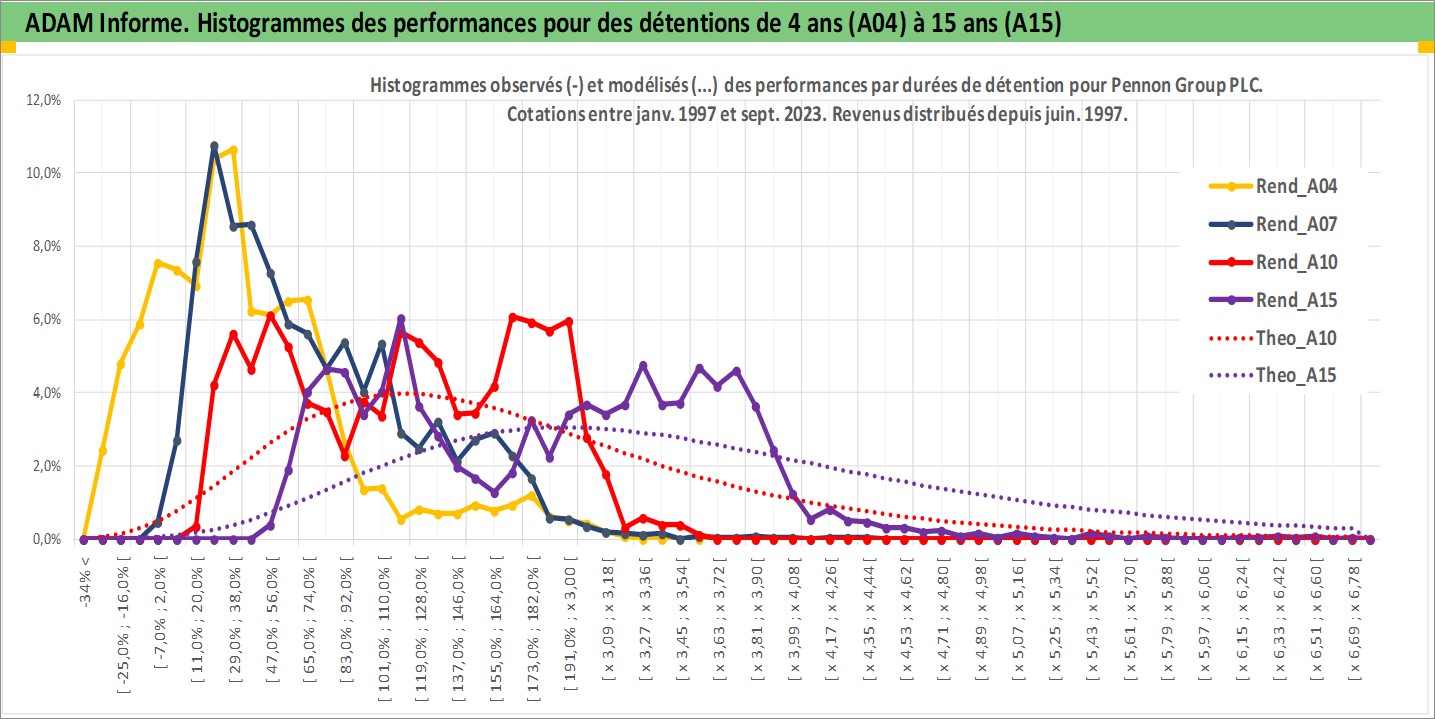 ADAM Informe. Histogrammes des performances pour des détentions de 4 ans (A04) à 15 ans (A15)
Histogrammes observés (-) et modélisés (...) des performances par durées de détention pour Pennon Group PLC.
Cotations entre janv. 1997 et sept. 2023. Revenus distribués depuis juin. 1997.
12,0%
10,0%
8,0%
6,0%
4,0%
2,0%
0,0%
Rend_A04
Rend_A07
Rend_A10
Rend_A15
Theo_A10
Theo_A15
-34% <
[ -25,0% ; -16,0% [
[ -7,0% ; 2,0% [
[ 11,0% ; 20,0% [
[ 29,0% ; 38,0% [
[ 47,0% ; 56,0% [
[ 65,0% ; 74,0% [
[ 83,0% ; 92,0% [
[ 101,0% ; 110,0% [
[ 119,0% ; 128,0% [
[ 137,0% ; 146,0% [
[ 155,0% ; 164,0% [
[ 173,0% ; 182,0% [
[ 191,0% ; x 3,00 [
[ x 3,09 ; x 3,18 [
[ x 3,27 ; x 3,36 [
[ x 3,45 ; x 3,54 [
[ x 3,63 ; x 3,72 [
[ x 3,81 ; x 3,90 [
[ x 3,99 ; x 4,08 [
[ x 4,17 ; x 4,26 [
[ x 4,35 ; x 4,44 [
[ x 4,53 ; x 4,62 [
[ x 4,71 ; x 4,80 [
[ x 4,89 ; x 4,98 [
[ x 5,07 ; x 5,16 [
[ x 5,25 ; x 5,34 [
[ x 5,43 ; x 5,52 [
[ x 5,61 ; x 5,70 [
[ x 5,79 ; x 5,88 [
[ x 5,97 ; x 6,06 [
[ x 6,15 ; x 6,24 [
[ x 6,33 ; x 6,42 [
[ x 6,51 ; x 6,60 [
[ x 6,69 ; x 6,78 [